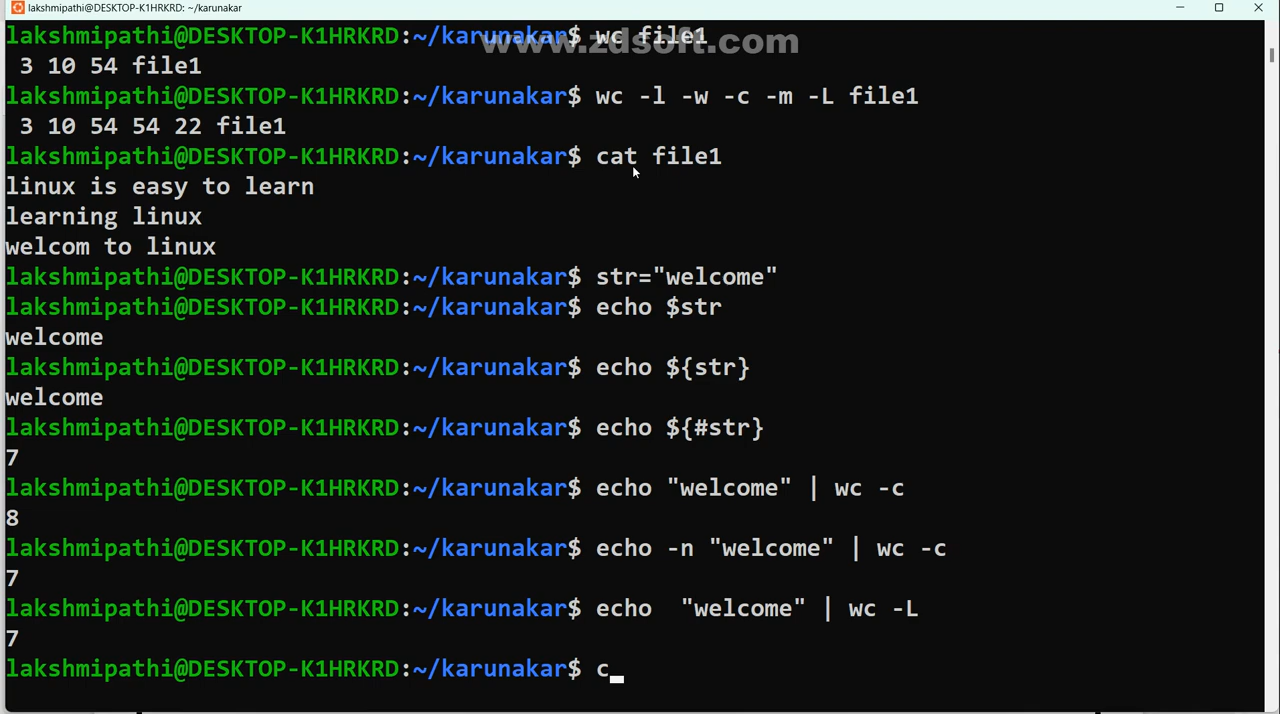 lakshmipathi@DESKTOP-K1HRKRD: ~/karunakar
www.zdsoft.com
lakshmipathi@DESKTOP-K1HRKRD:~/karunakar$ wc file1
 3 10 54 file1
lakshmipathi@DESKTOP-K1HRKRD:~/karunakar$ wc -l -w -c -m -L file1
 3 10 54 54 22 file1
lakshmipathi@DESKTOP-K1HRKRD:~/karunakar$ cat file1
linux is easy to learn
learning linux
welcom to linux
lakshmipathi@DESKTOP-K1HRKRD:~/karunakar$ str="welcome"
lakshmipathi@DESKTOP-K1HRKRD:~/karunakar$ echo $str
welcome
lakshmipathi@DESKTOP-K1HRKRD:~/karunakar$ echo ${str}
welcome
lakshmipathi@DESKTOP-K1HRKRD:~/karunakar$ echo ${#str}
7
lakshmipathi@DESKTOP-K1HRKRD:~/karunakar$ echo "welcome" | wc -c
8
lakshmipathi@DESKTOP-K1HRKRD:~/karunakar$ echo -n "welcome" | wc -c
7
lakshmipathi@DESKTOP-K1HRKRD:~/karunakar$ echo  "welcome" | wc -L
7
lakshmipathi@DESKTOP-K1HRKRD:~/karunakar$ c